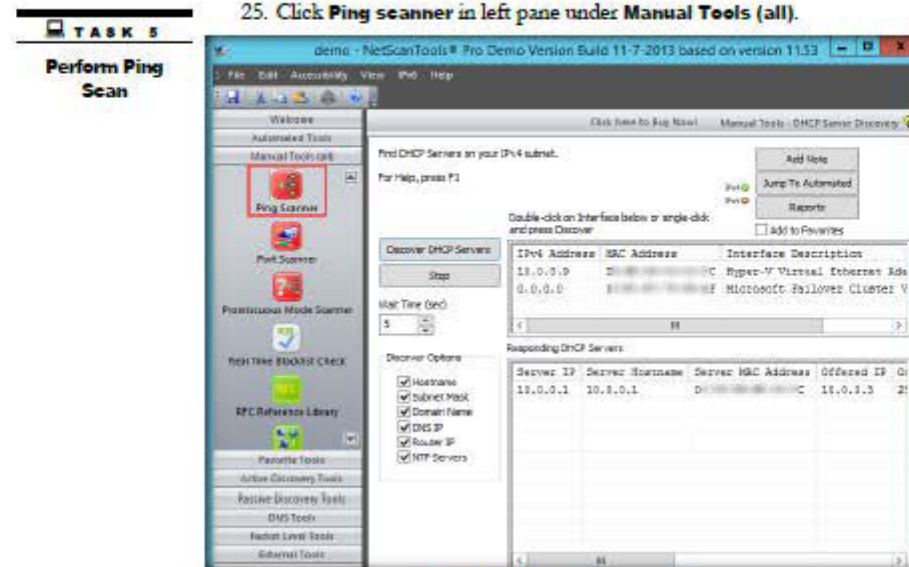 TASK 5
Perform Ping
Scan
25. Click Ping scanner in left pane under Manual Tools (all).
demo - NetScanTools® Pro Demo Version Build 11-7-2013 based on version 11.53
File Edit Accessibility View IPv6 Help
Welcome
Automated Tools
Manual Tools (all)
Ping Scanner
Port Scanner
Promiscuous Mode Scanner
Real Time Blacklist Check
RFC Reference Library
Favorite Tools
Active Discovery Tools
Passive Discovery Tools
DNS Tools
Packet Level Tools
External Tools
Click here to Buy Now!
Manual Tools - DHCP Server Discovery
Find DHCP Servers on your IPv4 subnet.
For Help, press F1
Add Note
Jump To Automated
Reports
Add to Favorites
Double-click on Interface below or single-click
and press Discover
Discover DHCP Servers
Stop
Wait Time (sec)
5
IPv4 Address MAC Address Interface Description
10.0.0.9 Hyper-V Virtual Ethernet Ada
0.0.0.0 Microsoft Failover Cluster V
Discover Options
Hostname
Subnet Mask
Domain Name
DNS IP
Router IP
NTP Servers
Responding DHCP Servers
Server IP Server Hostname Server MAC Address Offered IP
10.0.0.1 10.0.0.1 10.0.0.3